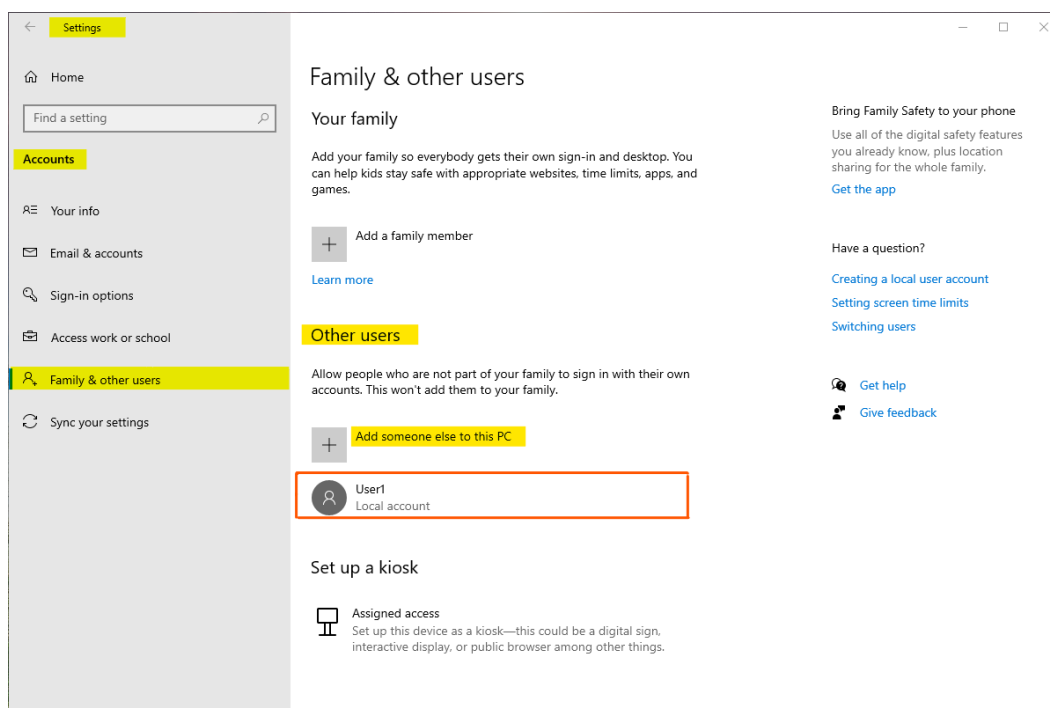 Settings
Home
Find a setting
Accounts
Your info
Email & accounts
Sign-in options
Access work or school
Family & other users
Sync your settings
Family & other users
Your family
Add your family so everybody gets their own sign-in and desktop. You
can help kids stay safe with appropriate websites, time limits, apps, and
games.
Add a family member
Learn more
Other users
Allow people who are not part of your family to sign in with their own
accounts. This won't add them to your family.
Add someone else to this PC
User1
Local account
Set up a kiosk
Assigned access
Set up this device as a kiosk—this could be a digital sign,
interactive display, or public browser among other things.
Bring Family Safety to your phone
Use all of the digital safety features
you already know, plus location
sharing for the whole family.
Get the app
Have a question?
Creating a local user account
Setting screen time limits
Switching users
Get help
Give feedback